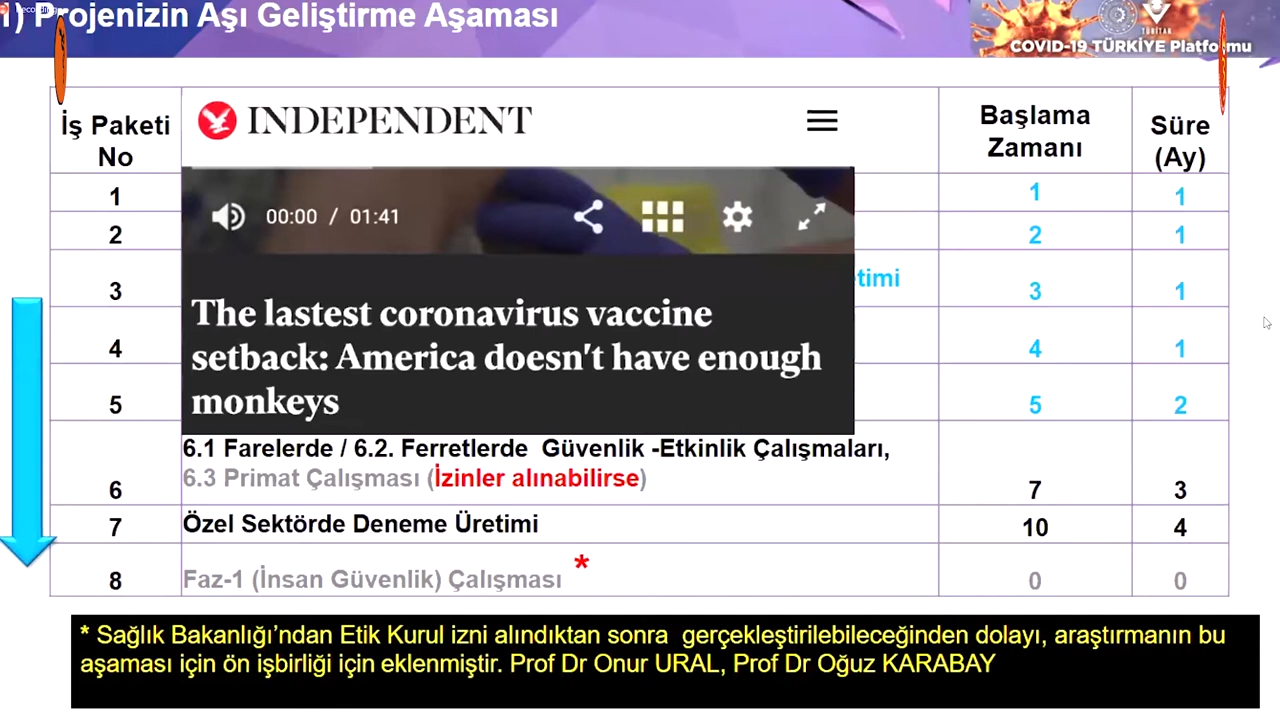 Recording
1) Projenizin Aşı Geliştirme Aşaması
TÜBİTAK
COVID-19 TÜRKİYE Platformu
İş Paketi No
INDEPENDENT
Başlama Zamanı
Süre (Ay)
00:00 / 01:41
1 1 1
2 2 1
3 timi 3 1
The lastest coronavirus vaccine
setback: America doesn't have enough
monkeys
4 4 1
5 5 2
6.1 Farelerde / 6.2. Ferretlerde Güvenlik -Etkinlik Çalışmaları,
6.3 Primat Çalışması (İzinler alınabilirse)
6 7 3
7 Özel Sektörde Deneme Üretimi 10 4
8 Faz-1 (İnsan Güvenlik) Çalışması * 0 0
* Sağlık Bakanlığı’ndan Etik Kurul izni alındıktan sonra gerçekleştirilebileceğinden dolayı, araştırmanın bu
aşaması için ön işbirliği için eklenmiştir. Prof Dr Onur URAL, Prof Dr Oğuz KARABAY